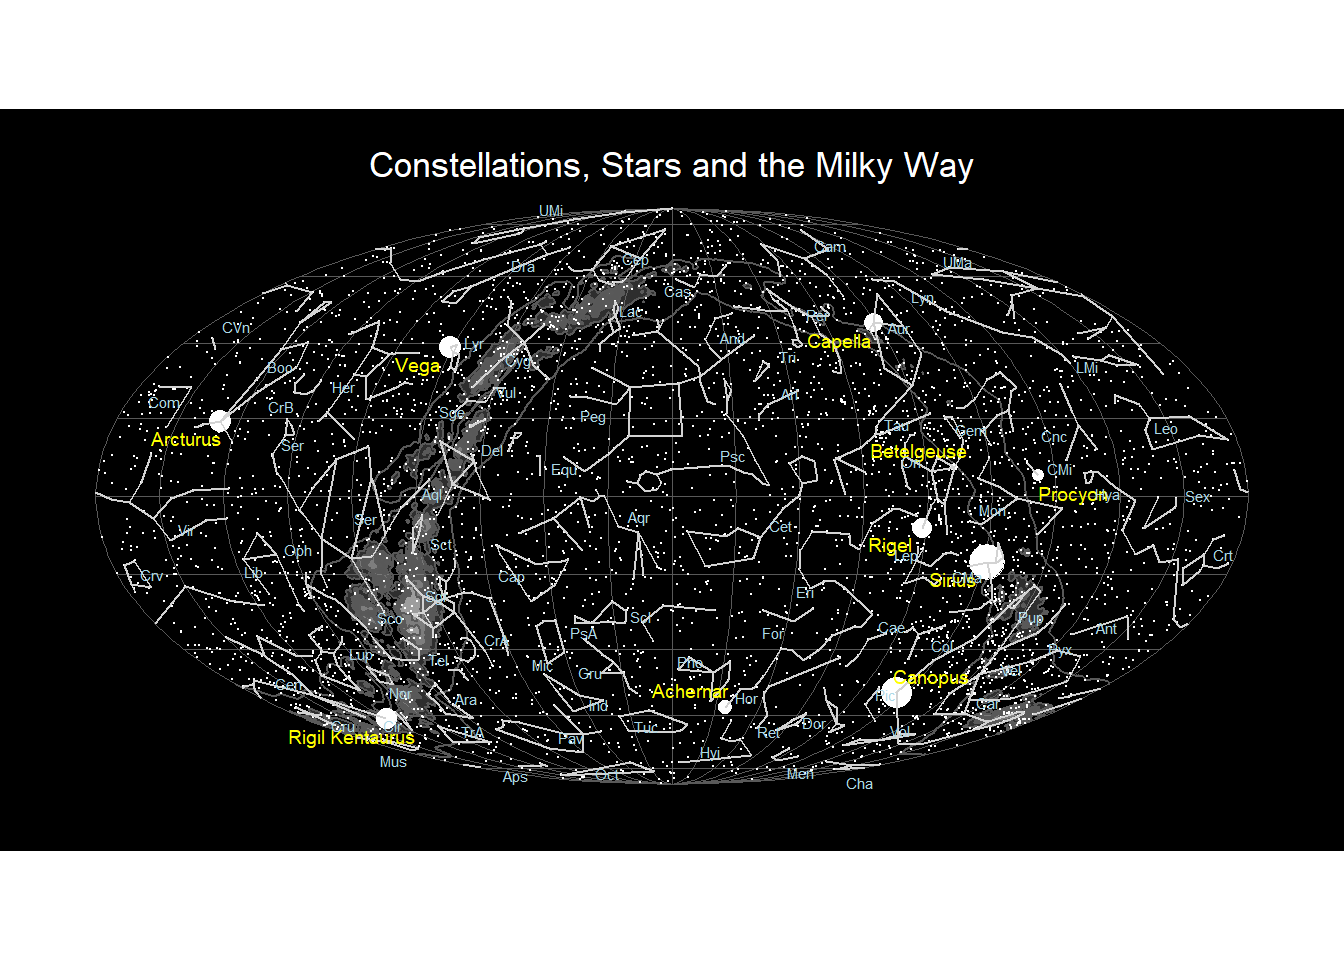 Constellations, Stars and the Milky Way
UMi
Cam
Dra
Cep
UMa
Cas
Lyn
Lac
Per
CVn
Aur
And
Capella
Lyr
Vega
Cyg
Tri
Boo
LMi
Her
Vul
Ari
Com
CrB
Sge
Peg
Tau
Gem
Leo
Arcturus
Ser
Del
Cnc
Betelgeuse
Psc
Ori
Equ
CMi
Aql
Procyon
Hya
Sex
Mon
Ser
Aqr
Cet
Vir
Sct
Rigel
Oph
Lep
Crt
Lib
Crv
Cap
CMa
Sirius
Eri
Sgr
Sco
Scl
Pup
PsA
For
Cae
Ant
CrA
Col
Pyx
Lup
Tel
Mic
Pho
Gru
Vel
Canopus
Cen
Achernar
Nor
Ara
Hor
Pic
Ind
Car
Cru
Cir
Tuc
Dor
TrA
Ret
Vol
Rigil Kentaurus
Pav
Hyi
Mus
Aps
Oct
Men
Cha